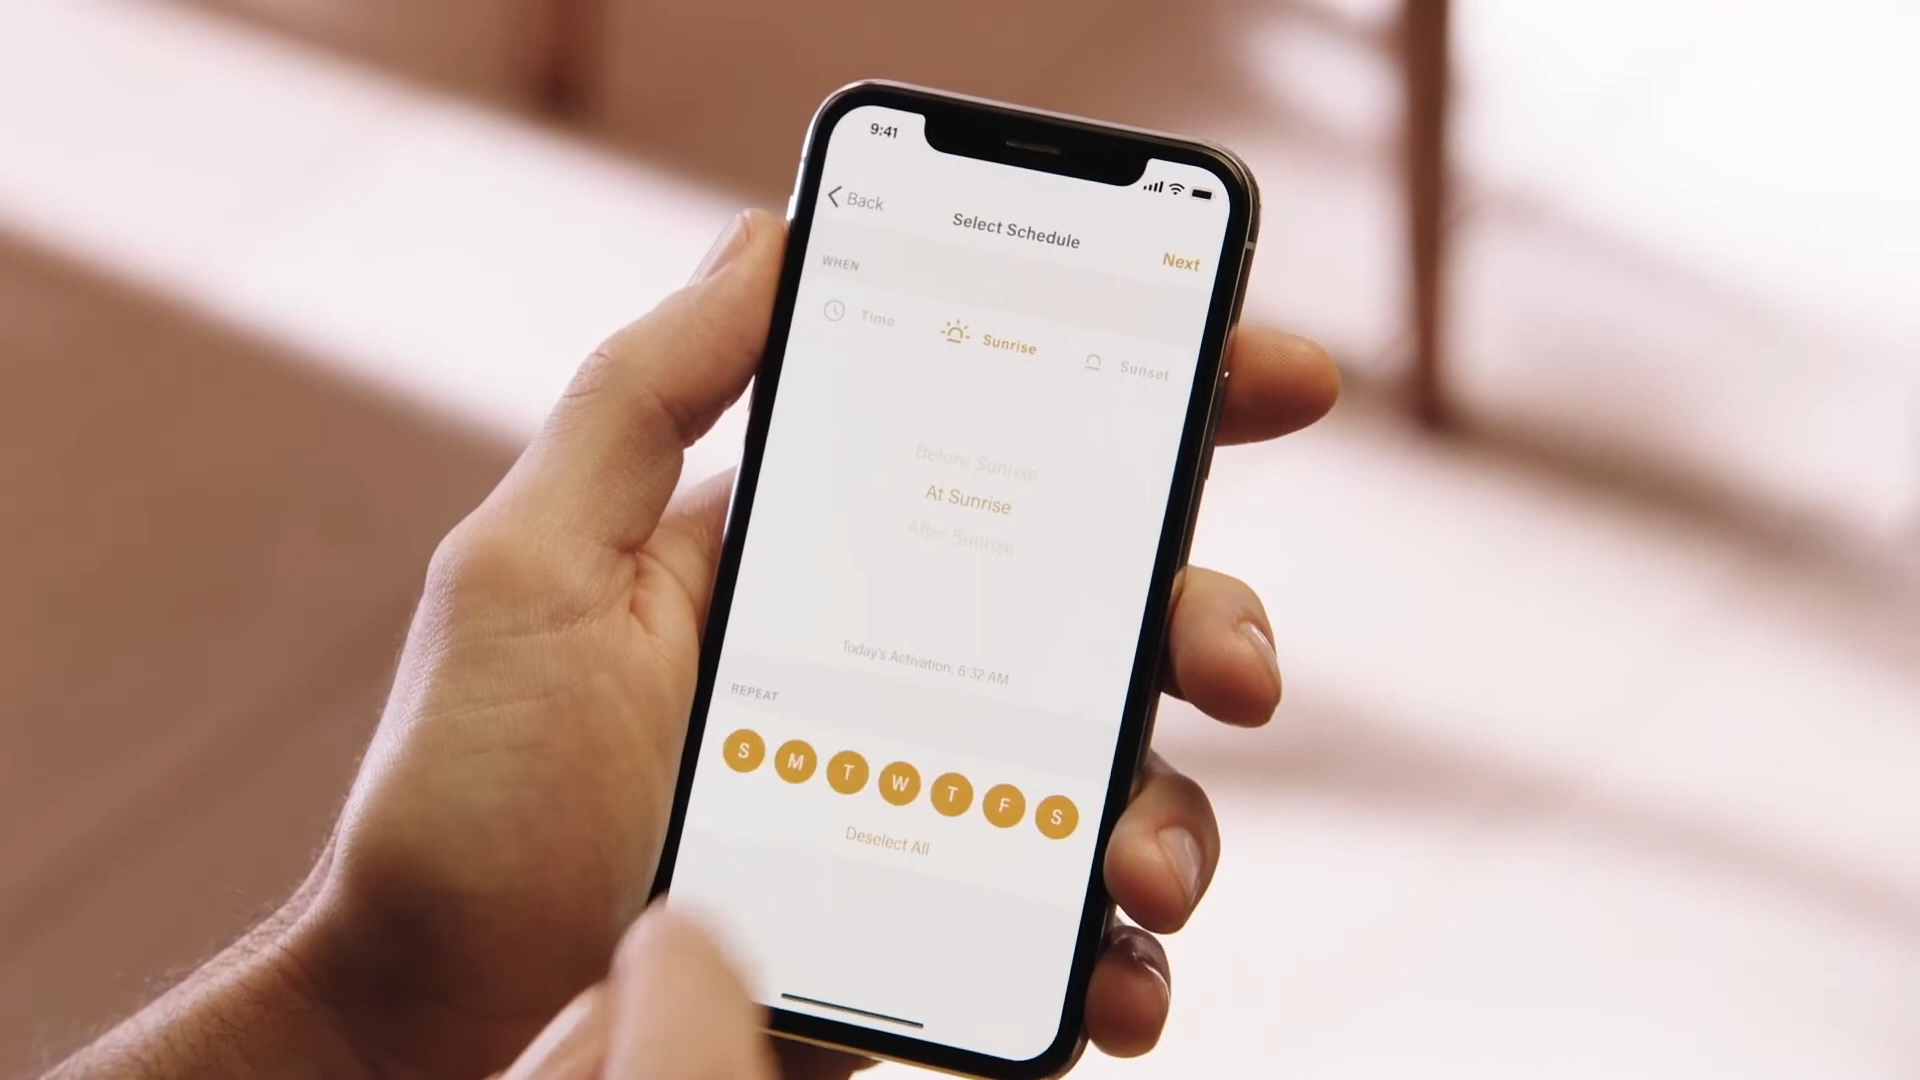 9:41
Back
Select Schedule
Next
WHEN
Time
Sunrise
Sunset
Before Sunrise
At Sunrise
After Sunrise
Today's Activation: 6:32 AM
REPEAT
S M T W T F S
Deselect All